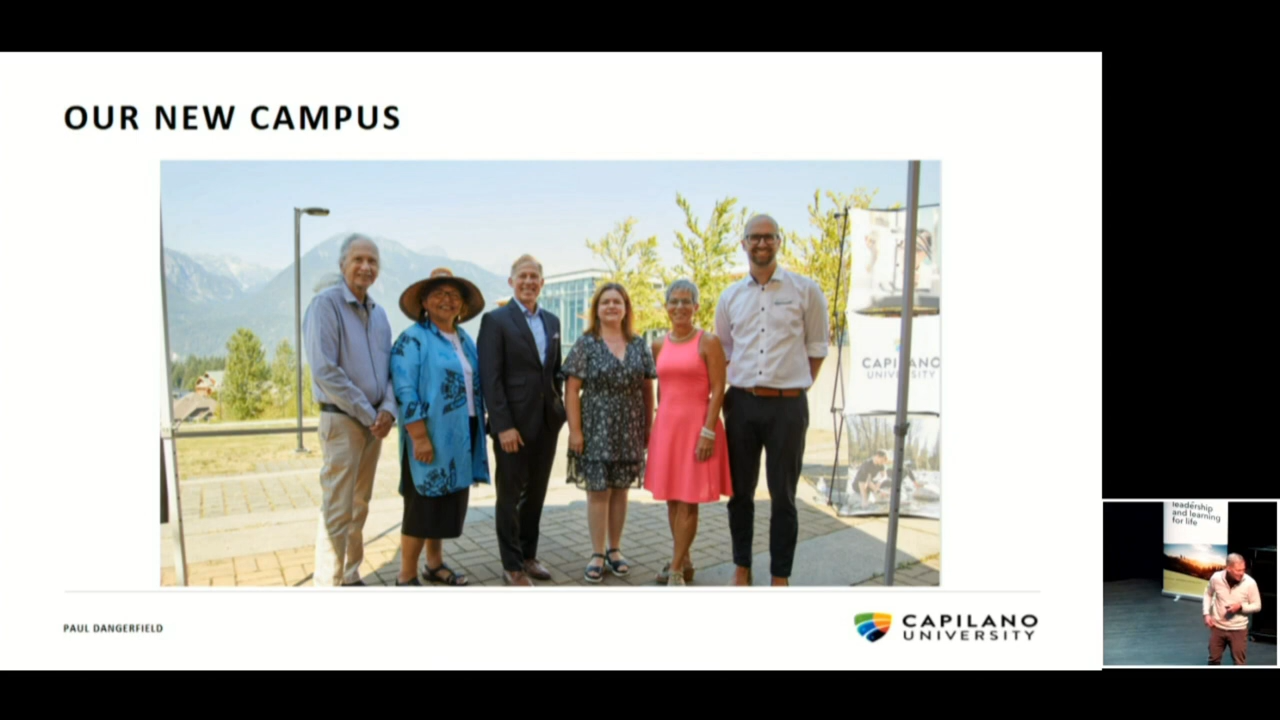 OUR NEW CAMPUS
CAPILANO
UNIVERSITY
PAUL DANGERFIELD
CAPILANO
UNIVERSITY
leadership
and learning
for life